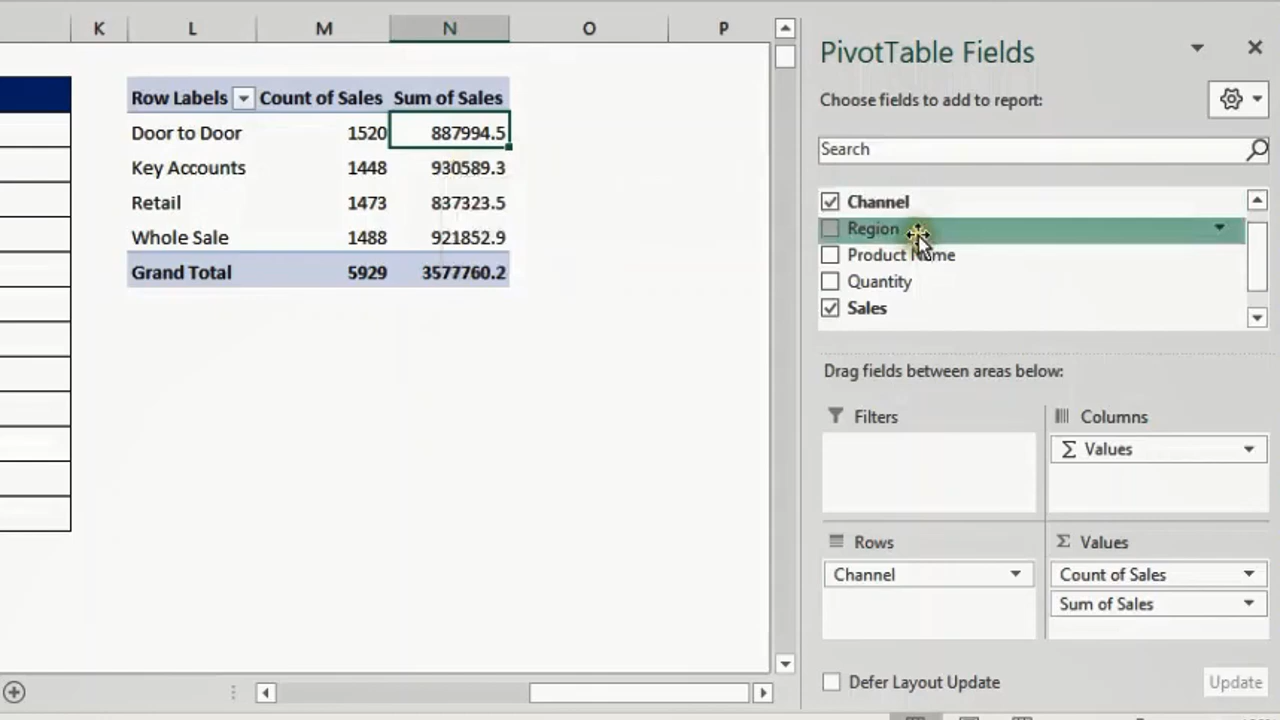 K L M N O P
Row Labels Count of Sales Sum of Sales
Door to Door 1520 887994.5
Key Accounts 1448 930589.3
Retail 1473 837323.5
Whole Sale 1488 921852.9
Grand Total 5929 3577760.2
PivotTable Fields
Choose fields to add to report:
Search
Channel
Region
Product Name
Quantity
Sales
Drag fields between areas below:
Filters
Columns
Σ Values
Rows
Σ Values
Channel
Count of Sales
Sum of Sales
Defer Layout Update
Update